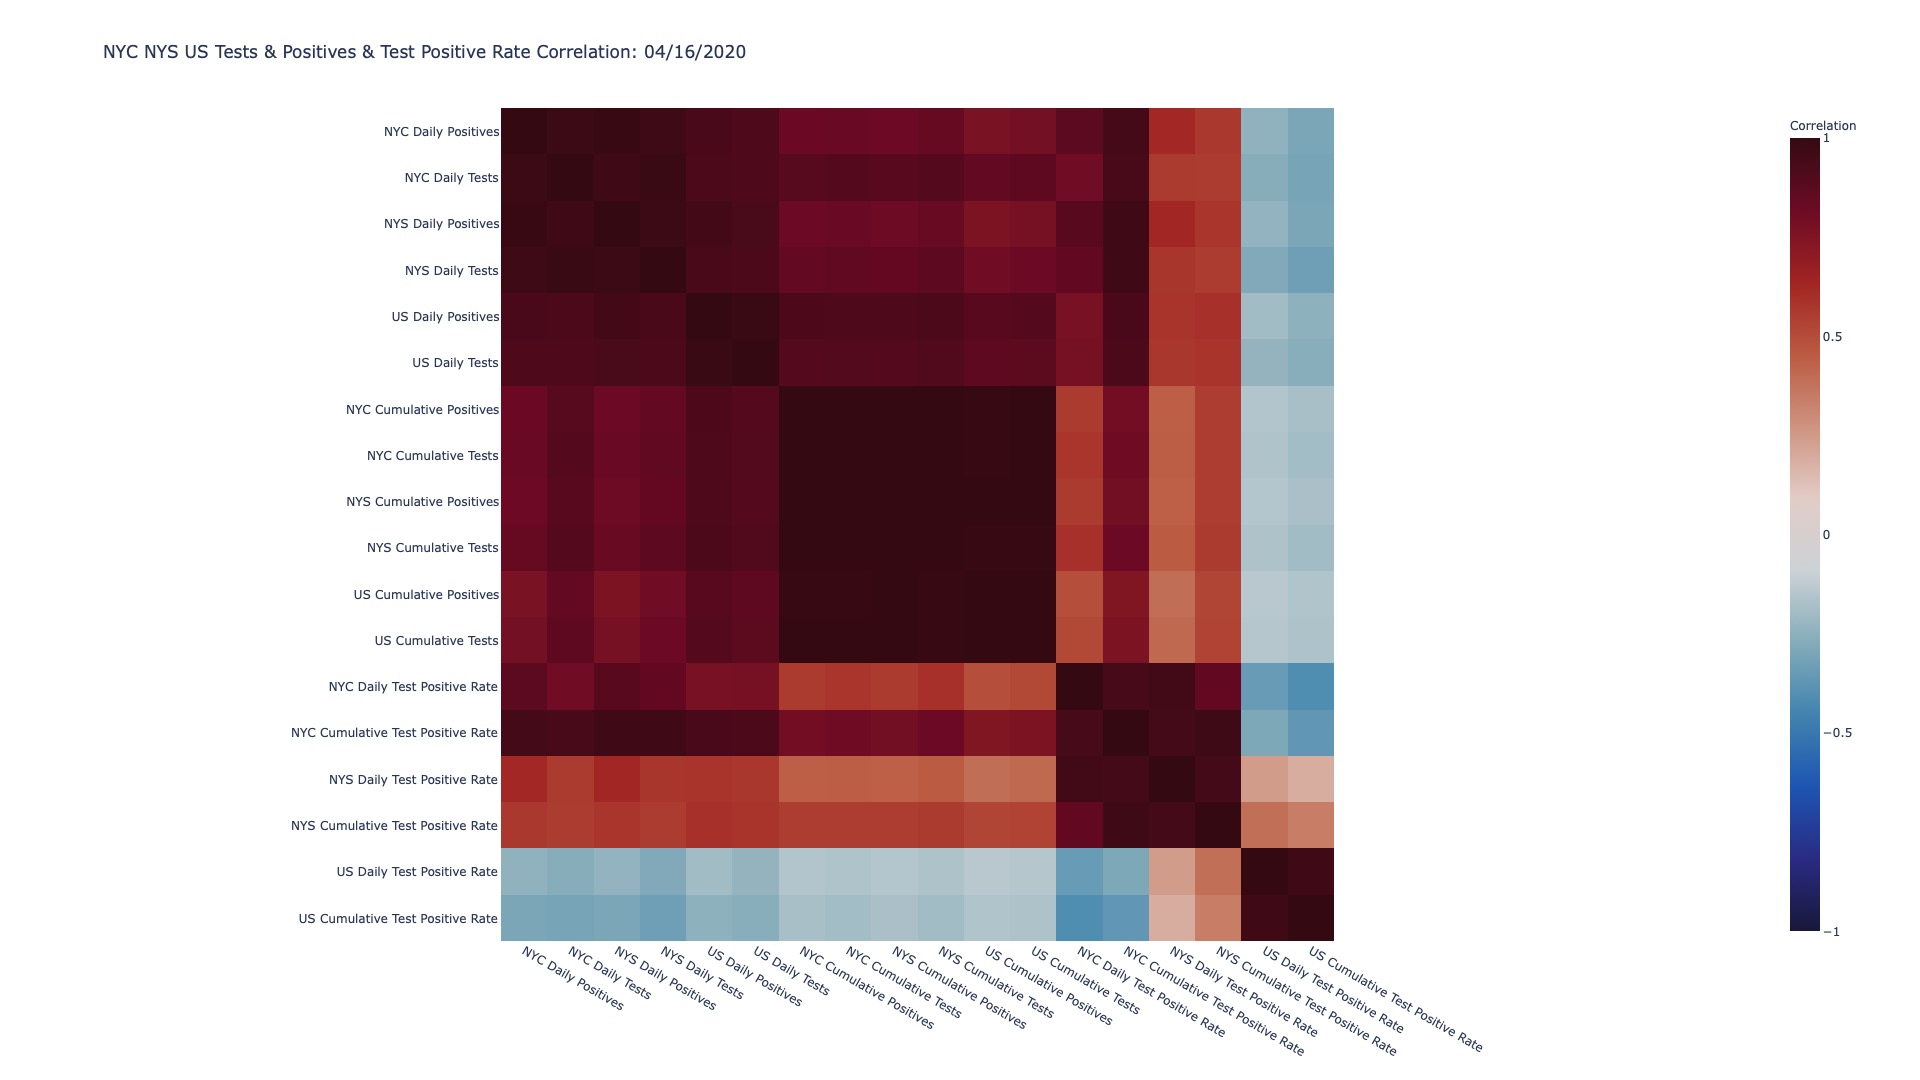 NYC NYS US Tests & Positives & Test Positive Rate Correlation: 04/16/2020
NYC Daily Positives
NYC Daily Tests
NYS Daily Positives
NYS Daily Tests
US Daily Positives
US Daily Tests
NYC Cumulative Positives
NYC Cumulative Tests
NYS Cumulative Positives
NYS Cumulative Tests
US Cumulative Positives
US Cumulative Tests
NYC Daily Test Positive Rate
NYC Cumulative Test Positive Rate
NYS Daily Test Positive Rate
NYS Cumulative Test Positive Rate
US Daily Test Positive Rate
US Cumulative Test Positive Rate
NYC Daily Positives
NYC Daily Tests
NYS Daily Positives
NYS Daily Tests
US Daily Positives
US Daily Tests
NYC Cumulative Positives
NYC Cumulative Tests
NYS Cumulative Positives
NYS Cumulative Tests
US Cumulative Positives
US Cumulative Tests
NYC Daily Test Positive Rate
NYC Cumulative Test Positive Rate
NYS Daily Test Positive Rate
NYS Cumulative Test Positive Rate
US Daily Test Positive Rate
US Cumulative Test Positive Rate
Correlation
1
0.5
0
−0.5
−1